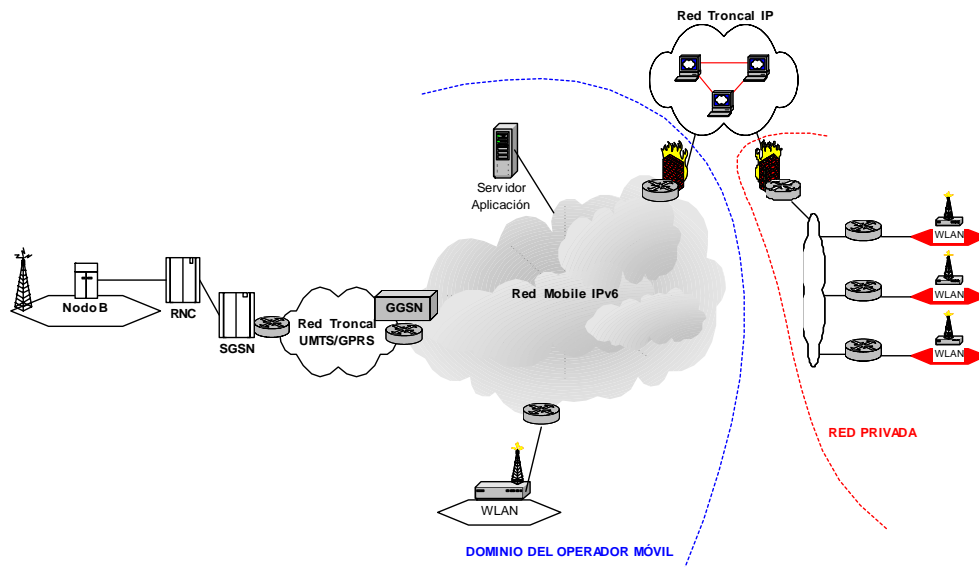 Red Troncal IP
Servidor
Aplicación
WLAN
Red Mobile IPv6
WLAN
GGSN
Nodo B
RNC
Red Troncal
UMTS/GPRS
SGSN
WLAN
RED PRIVADA
WLAN
DOMINIO DEL OPERADOR MÓVIL